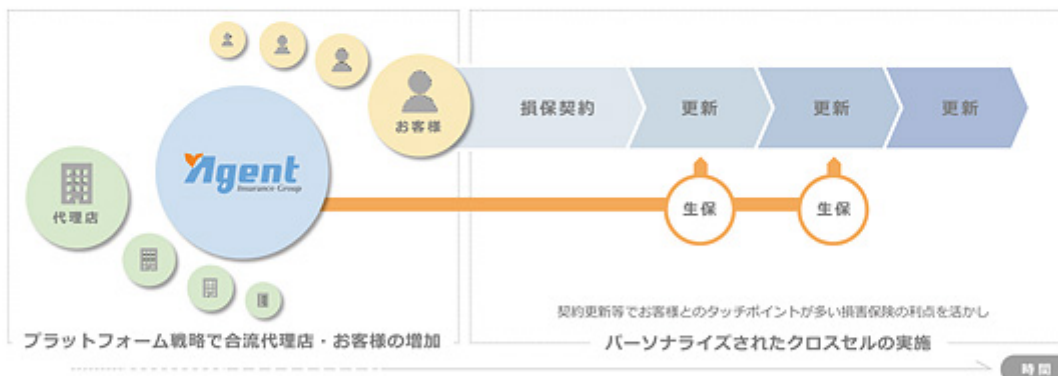 お客様
損保契約
更新
更新
更新
Agent
Insurance Group
代理店
生保
生保
契約更新等でお客様とのタッチポイントが多い損害保険の利点を活かし
プラットフォーム戦略で合流代理店・お客様の増加
パーソナライズされたクロスセルの実施
時間